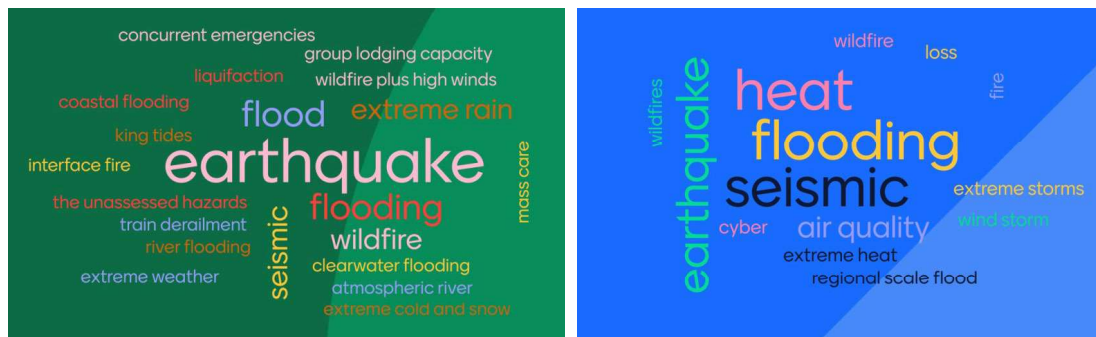 concurrent emergencies
group lodging capacity
liquifaction
wildfire plus high winds
coastal flooding
flood
extreme rain
king tides
earthquake
interface fire
mass care
the unassessed hazards
flooding
train derailment
seismic
wildfire
river flooding
clearwater flooding
extreme weather
atmospheric river
extreme cold and snow
wildfire
loss
heat
fire
wildfires
earthquake
flooding
seismic
extreme storms
cyber
air quality
wind storm
extreme heat
regional scale flood